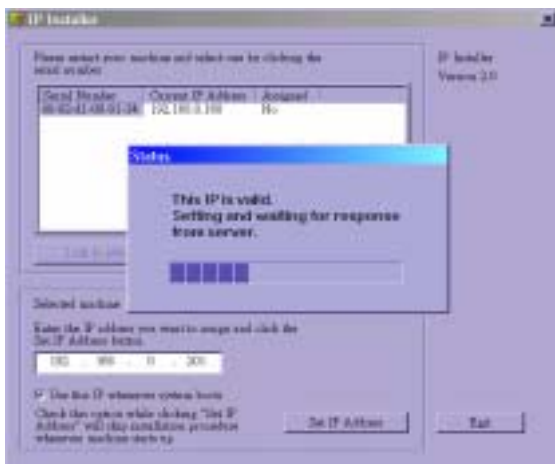 IP Installer
Please restart your machine and select one by clicking the
serial number
IP Installer
Version 2.0
Serial Number Current IP Address Assigned
192.168.0.100 No
Status
This IP is valid.
Setting and waiting for response
from server.
Selected machine
Enter the IP address you want to assign and click the
Set IP Address button.
192 . 168 . 0 .
Use this IP whenever system boots
Check this option while clicking "Set IP
Address" will skip installation procedure
whenever machine starts up
Set IP Address
Exit